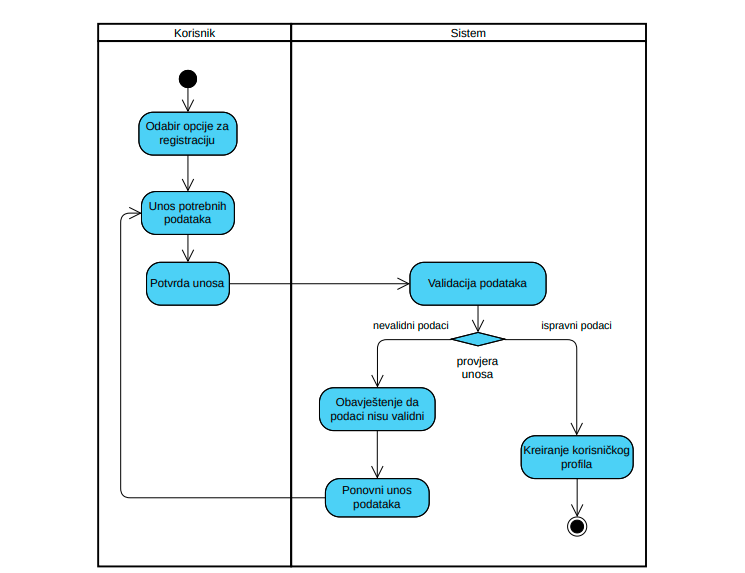 Korisnik
Sistem
Odabir opcije za
registraciju
Unos potrebnih
podataka
Potvrda unosa
Validacija podataka
nevalidni podaci
ispravni podaci
provjera
unosa
Obavještenje da
podaci nisu validni
Kreiranje korisničkog
profila
Ponovni unos
podataka